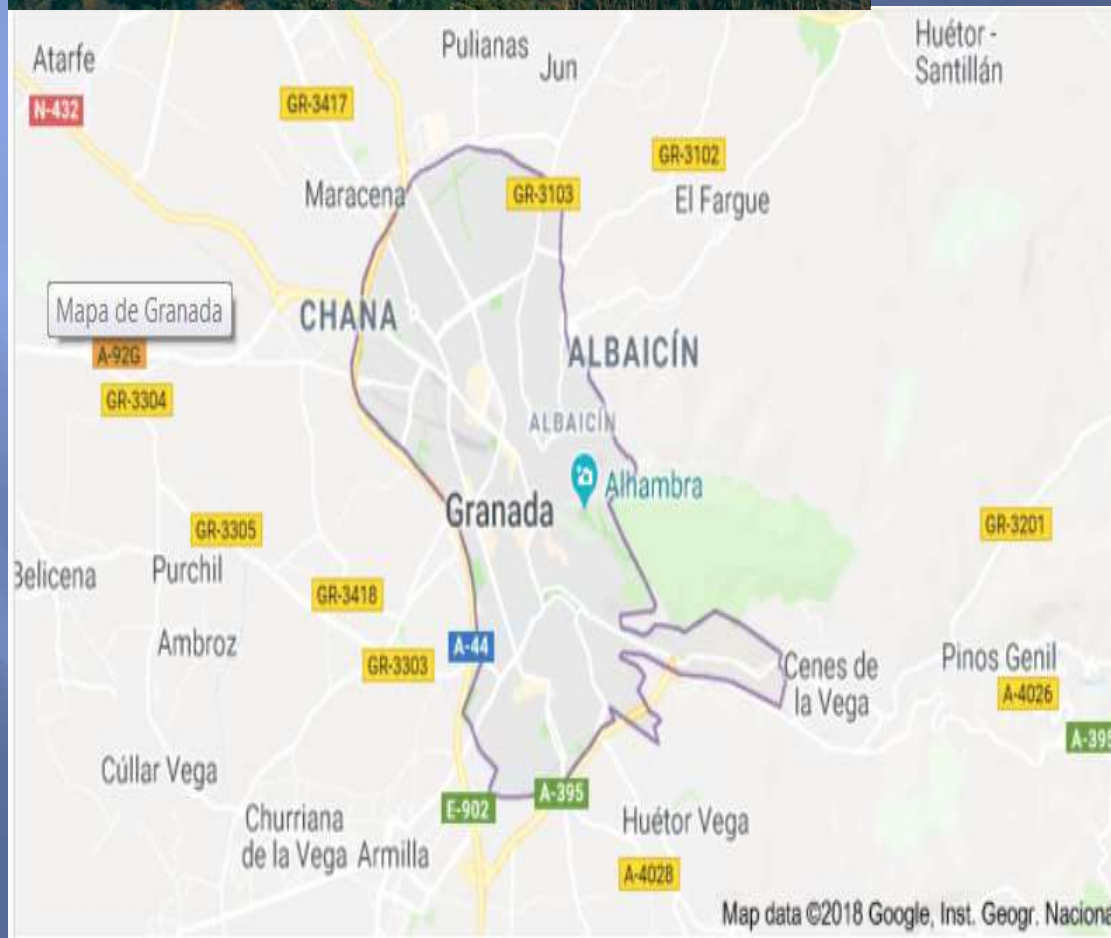 Atarfe
Pulianas
Jun
Huétor -
Santillán
N-432
GR-3417
GR-3102
Maracena
GR-3103
El Fargue
Mapa de Granada
CHANA
A-92G
ALBAICÍN
GR-3304
ALBAICÍN
Alhambra
Granada
GR-3305
GR-3201
Belicena
Purchil
GR-3418
Ambroz
A-44
GR-3303
Cenes de
la Vega
Pinos Genil
A-4026
A-395
Cúllar Vega
E-902
A-395
Churriana
de la Vega
Armilla
Huétor Vega
A-4028
Map data ©2018 Google, Inst. Geogr. Naciona